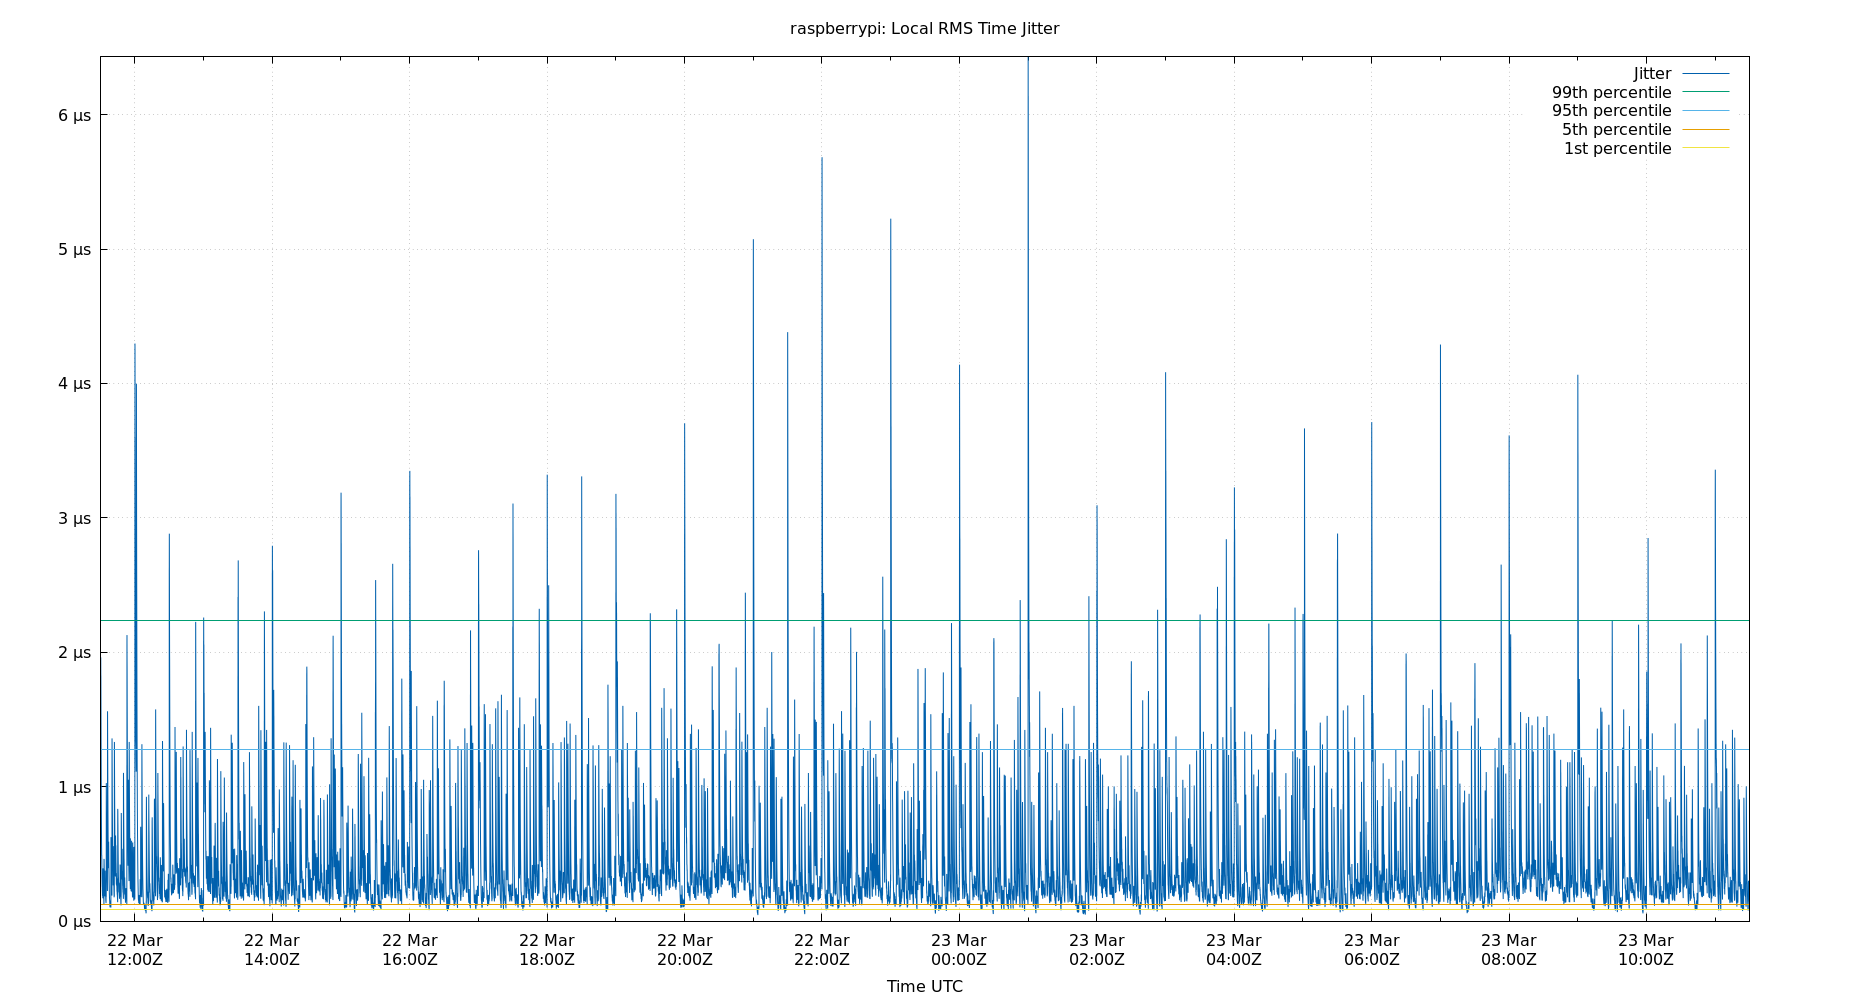 raspberrypi: Local RMS Time Jitter
Jitter
99th percentile
95th percentile
5th percentile
1st percentile
6 µs
5 µs
4 µs
3 µs
2 µs
1 µs
0 µs
22 Mar 22 Mar 22 Mar 22 Mar 22 Mar 22 Mar 23 Mar 23 Mar 23 Mar 23 Mar 23 Mar 23 Mar
12:00Z 14:00Z 16:00Z 18:00Z 20:00Z 22:00Z 00:00Z 02:00Z 04:00Z 06:00Z 08:00Z 10:00Z
Time UTC